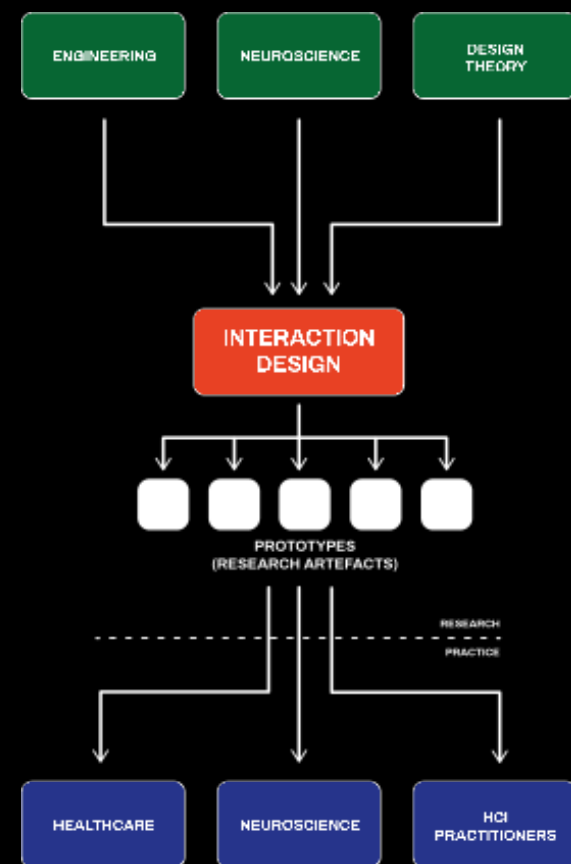 ENGINEERING
NEUROSCIENCE
DESIGN
THEORY
INTERACTION
DESIGN
PROTOTYPES
(RESEARCH ARTEFACTS)
RESEARCH
PRACTICE
HEALTHCARE
NEUROSCIENCE
HCI
PRACTITIONERS